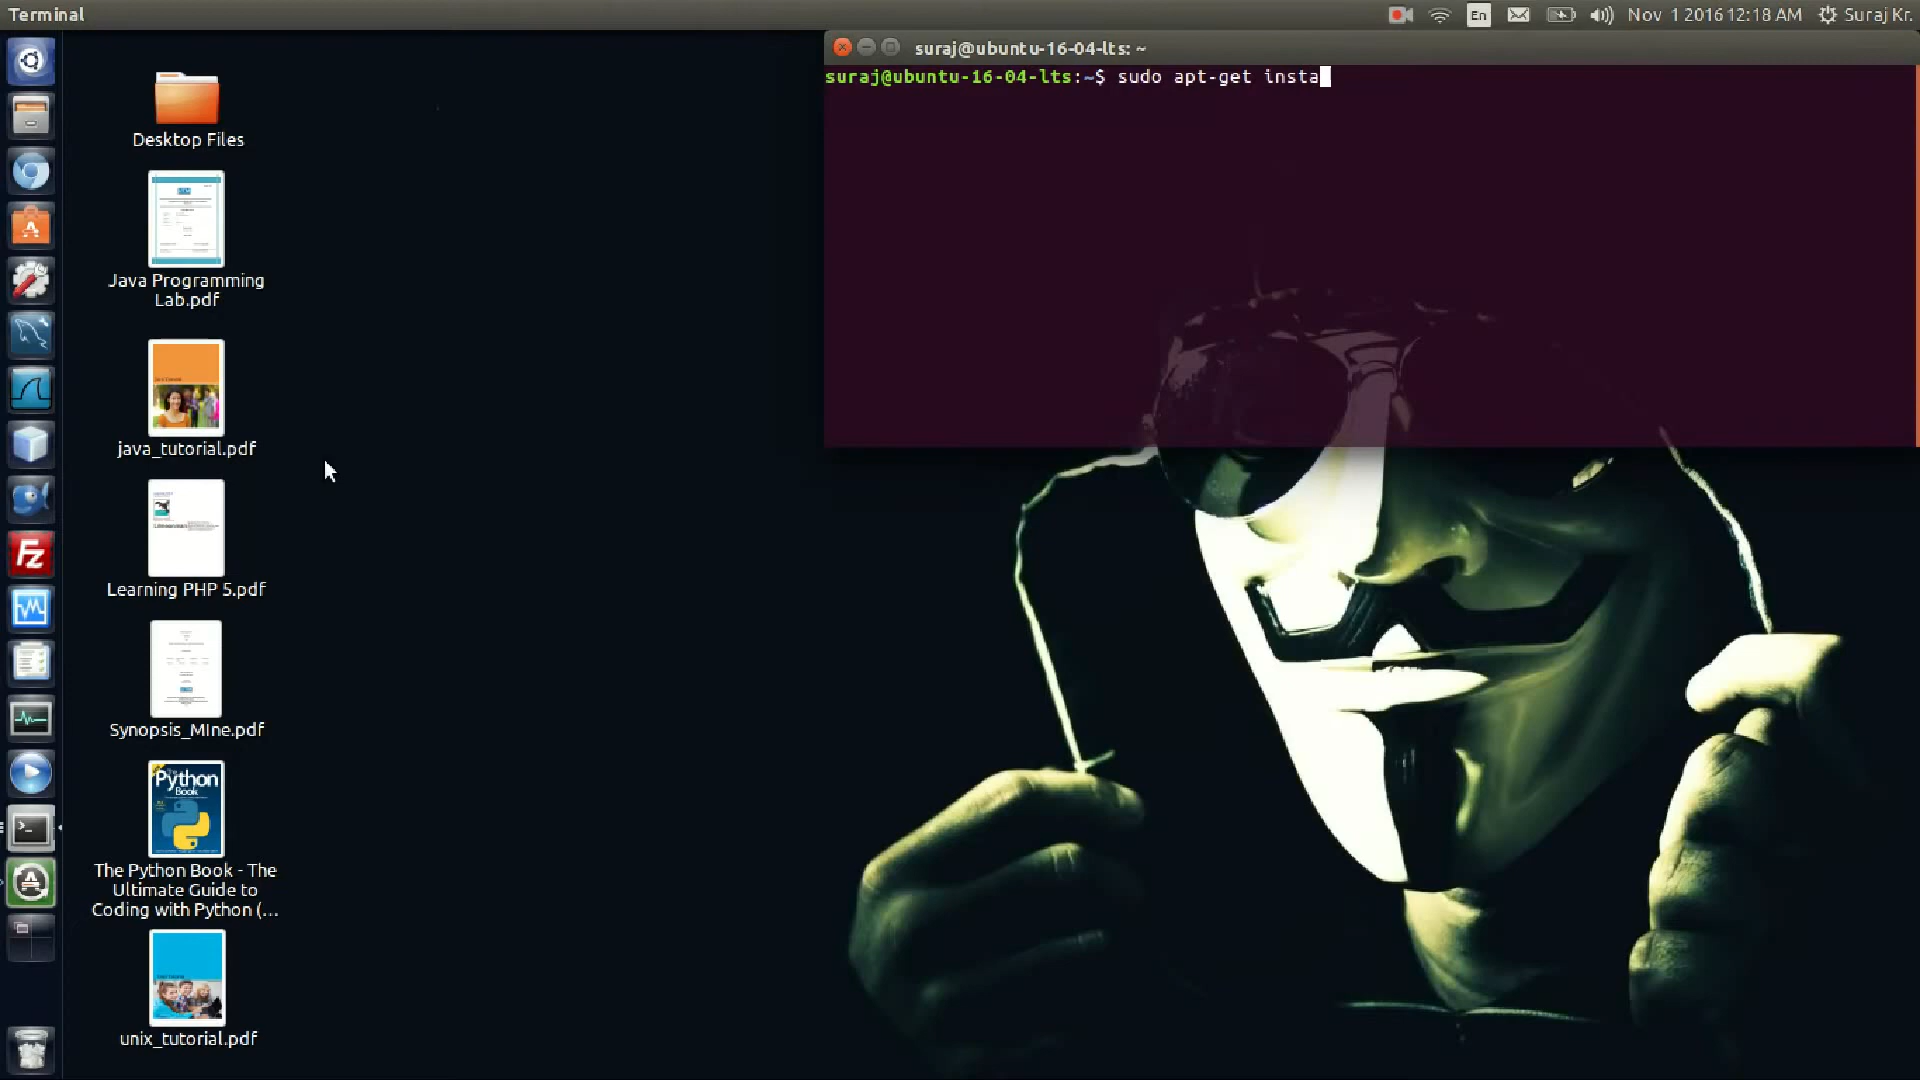 Terminal
En
Nov 1 2016 12:18 AM
Suraj Kr.
suraj@ubuntu-16-04-lts: ~
suraj@ubuntu-16-04-lts:~$ sudo apt-get insta
Desktop Files
Java Programming
Lab.pdf
java_tutorial.pdf
Learning PHP 5.pdf
Synopsis_MIne.pdf
Python
Book
The Python Book - The
Ultimate Guide to
Coding with Python (...
unix_tutorial.pdf
Fz